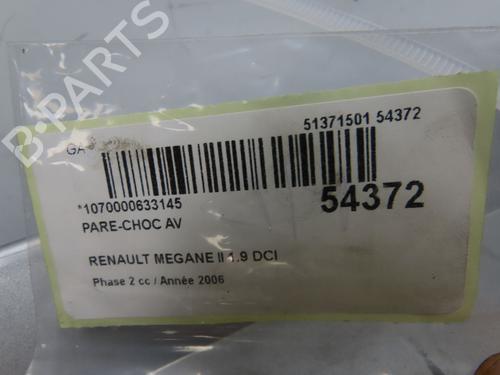 B-PARTS
51371501 54372
*1070000633145
54372
PARE-CHOC AV
RENAULT MEGANE II 1.9 DCI
Phase 2 cc / Année 2006